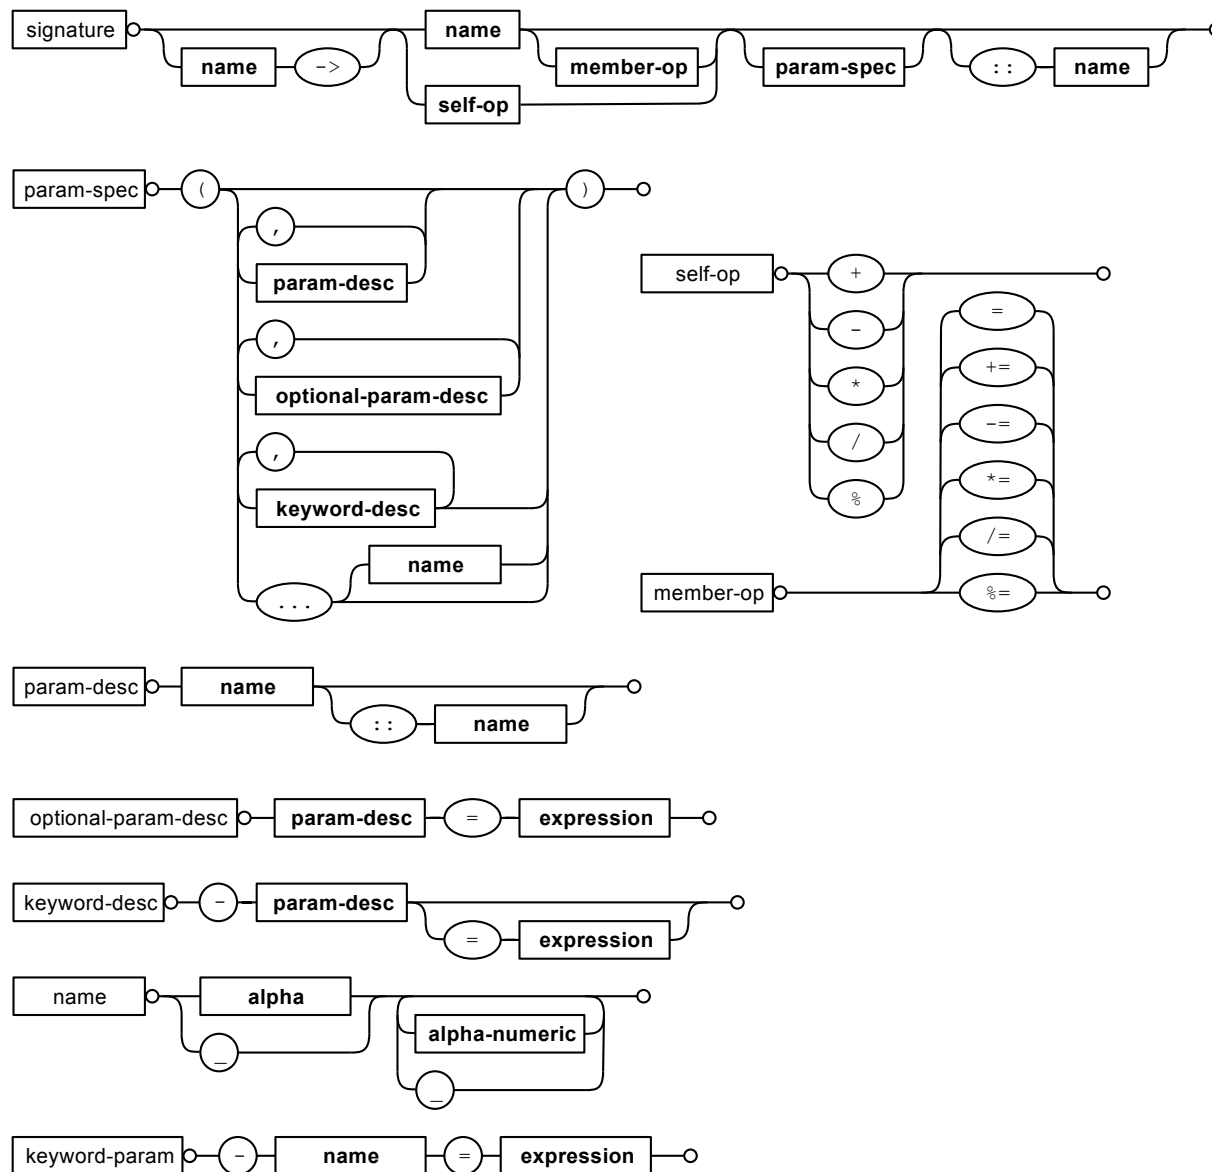 signature name
name -> member-op param-spec :: name
self-op
param-spec ( )
,
param-desc
,
optional-param-desc
,
keyword-desc
name
...
self-op +
-
*
/
%
=
+=
-=
*=
/=
member-op %=
param-desc name
:: name
optional-param-desc param-desc = expression
keyword-desc - param-desc
= expression
name alpha
_ alpha-numeric
_
keyword-param - name = expression